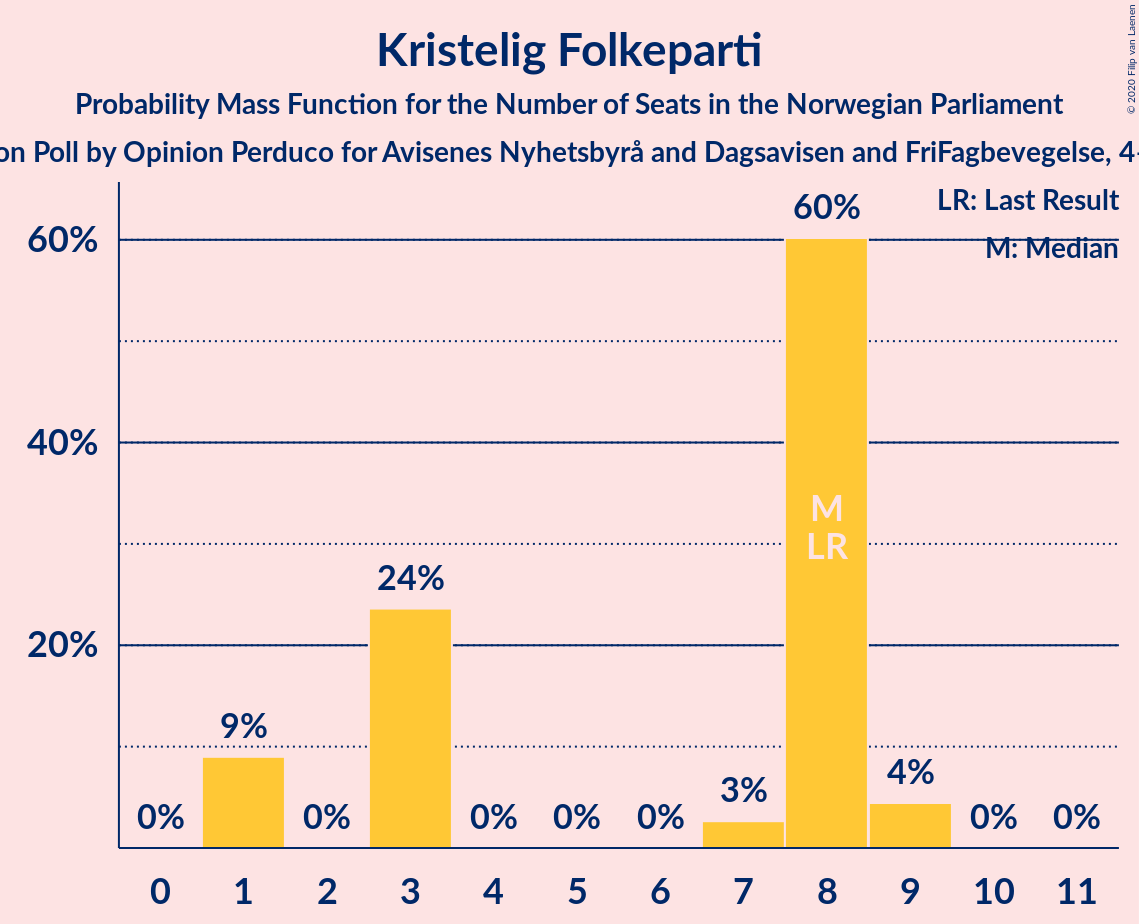 Kristelig Folkeparti
Probability Mass Function for the Number of Seats in the Norwegian Parliament
on Poll by Opinion Perduco for Avisenes Nyhetsbyrå and Dagsavisen and FriFagbevegelse, 4-
© 2020 Filip van Laenen
LR: Last Result
M: Median
60%
40%
20%
0%
9%
0%
24%
0%
0%
0%
3%
60%
4%
0%
0%
M
LR
0 1 2 3 4 5 6 7 8 9 10 11